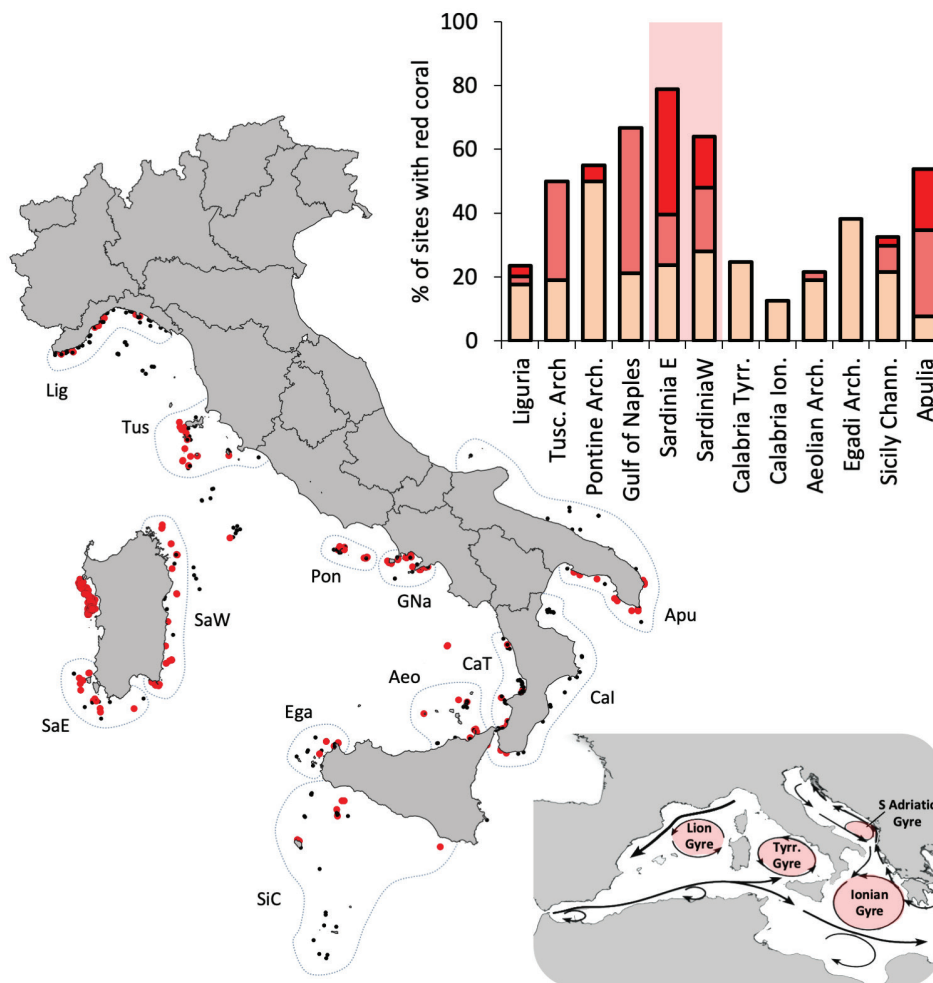 100
80
60
40
20
0
% of sites with red coral
Liguria
Tusc. Arch
Pontine Arch.
Gulf of Naples
Sardinia E
SardiniaW
Calabria Tyrr.
Calabria Ion.
Aeolian Arch.
Egadi Arch.
Sicily Chann.
Apulia
Lig
Tus
Pon
GNa
SaW
SaE
Apu
CaT
Aeo
Cal
Ega
SiC
S Adriatic
Gyre
Lion
Gyre
Tyrr.
Gyre
Ionian
Gyre